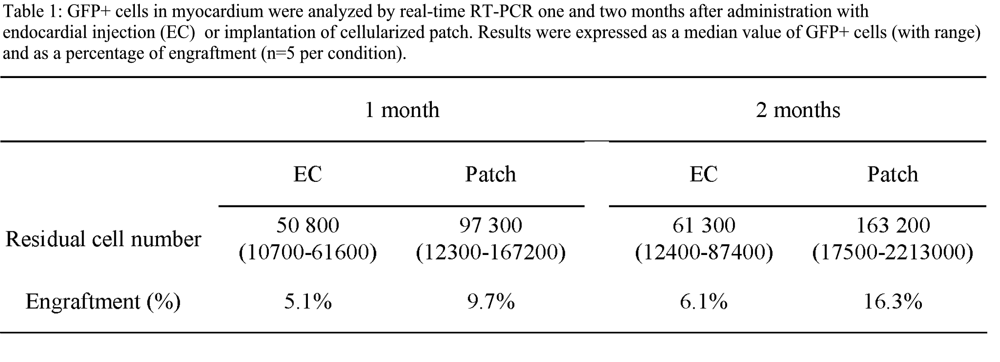 Table 1: GFP+ cells in myocardium were analyzed by real-time RT-PCR one and two months after administration with
endocardial injection (EC)  or implantation of cellularized patch. Results were expressed as a median value of GFP+ cells (with range)
and as a percentage of engraftment (n=5 per condition).
1 month 2 months
EC Patch EC Patch
50 800 97 300 61 300 163 200
Residual cell number
(10700-61600) (12300-167200) (12400-87400) (17500-2213000)
Engraftment (%) 5.1% 9.7% 6.1% 16.3%